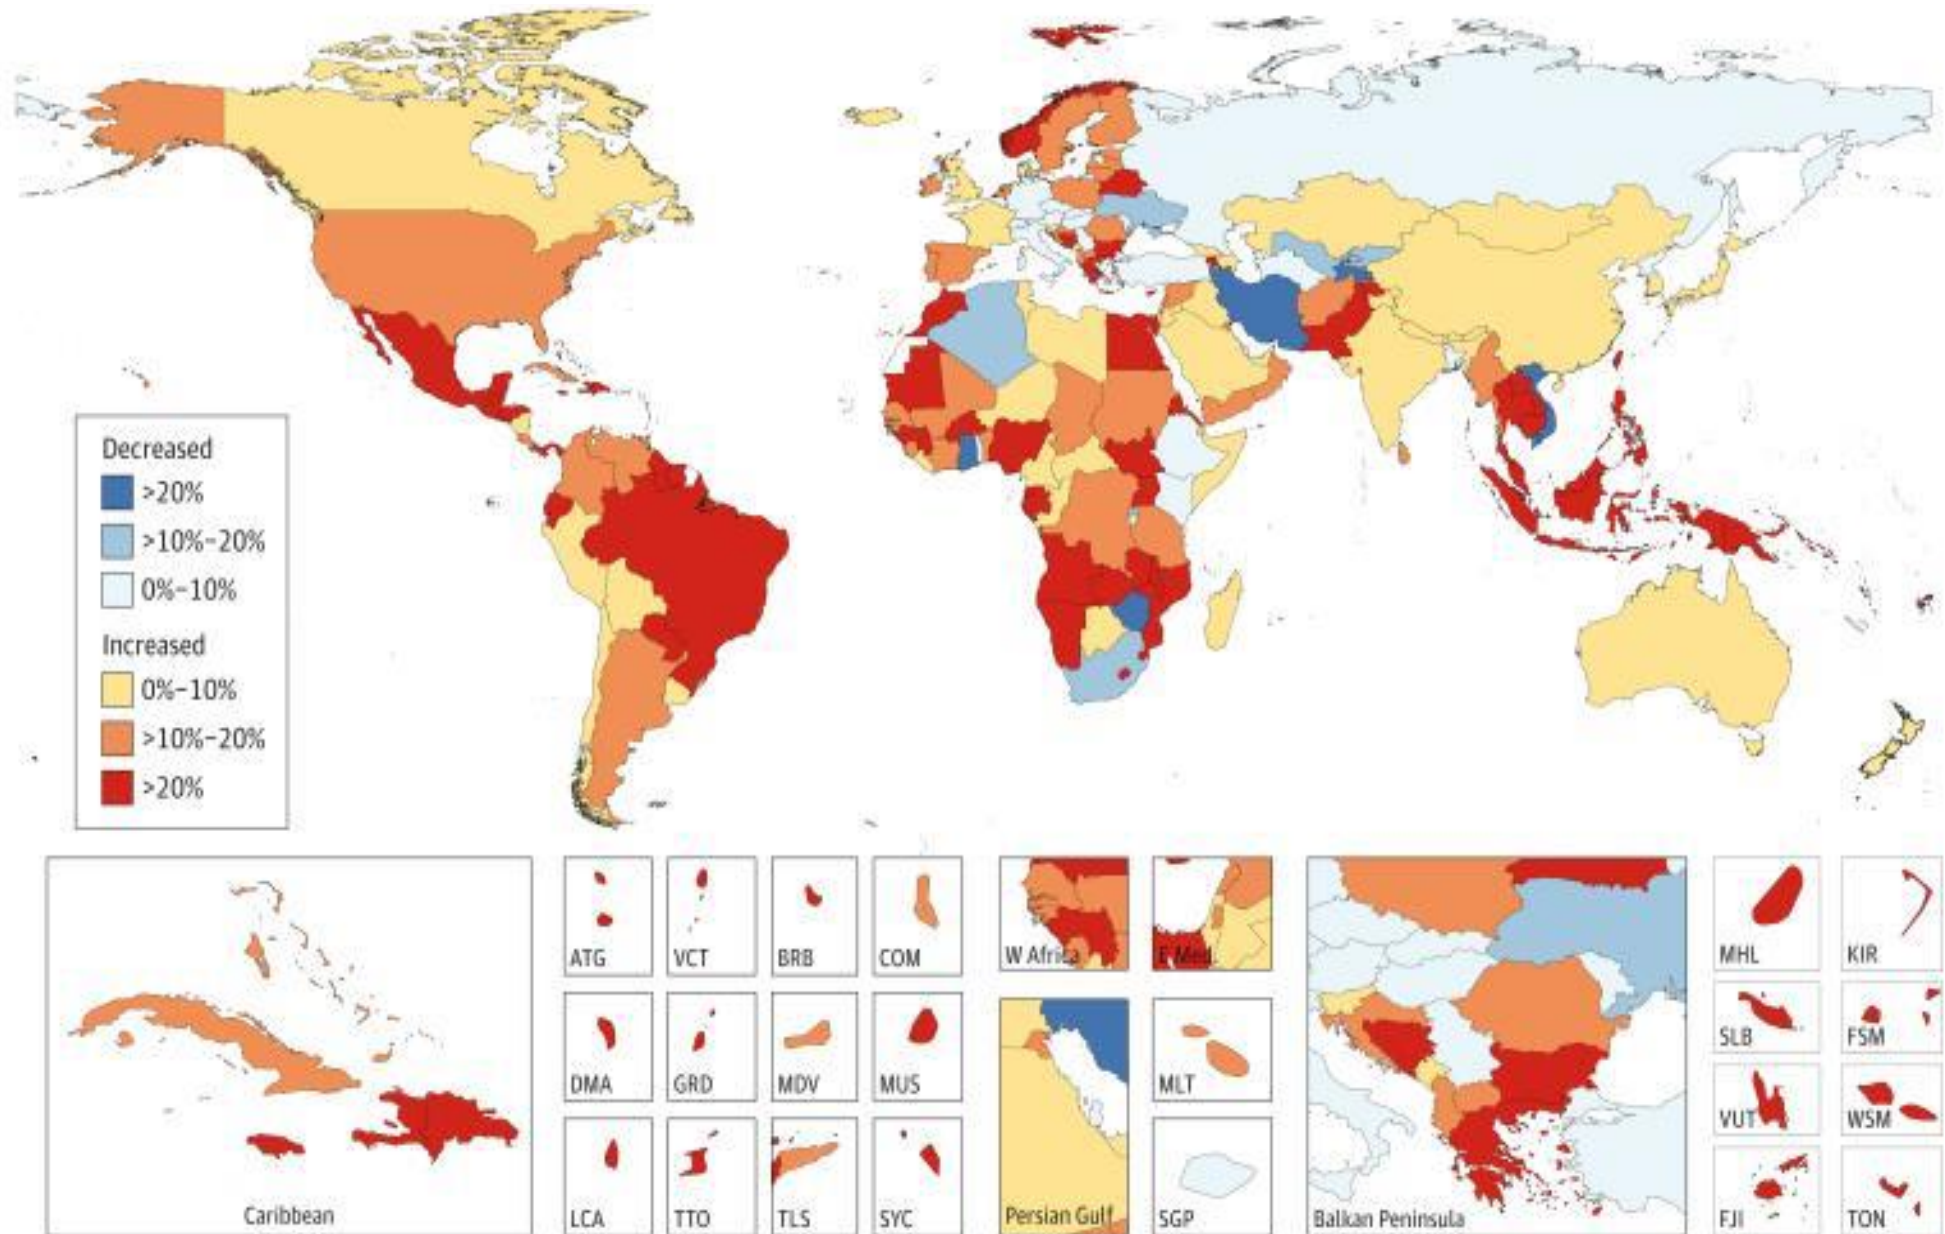 Decreased
>20%
>10%–20%
0%–10%
Increased
0%–10%
>10%–20%
>20%
Caribbean
ATG
VCT
BRB
COM
DMA
GRD
MDV
MUS
LCA
TTO
TLS
SYC
W Africa
E Med.
Persian Gulf
MLT
SGP
Balkan Peninsula
MHL
KIR
SLB
FSM
VUT
WSM
FJI
TON